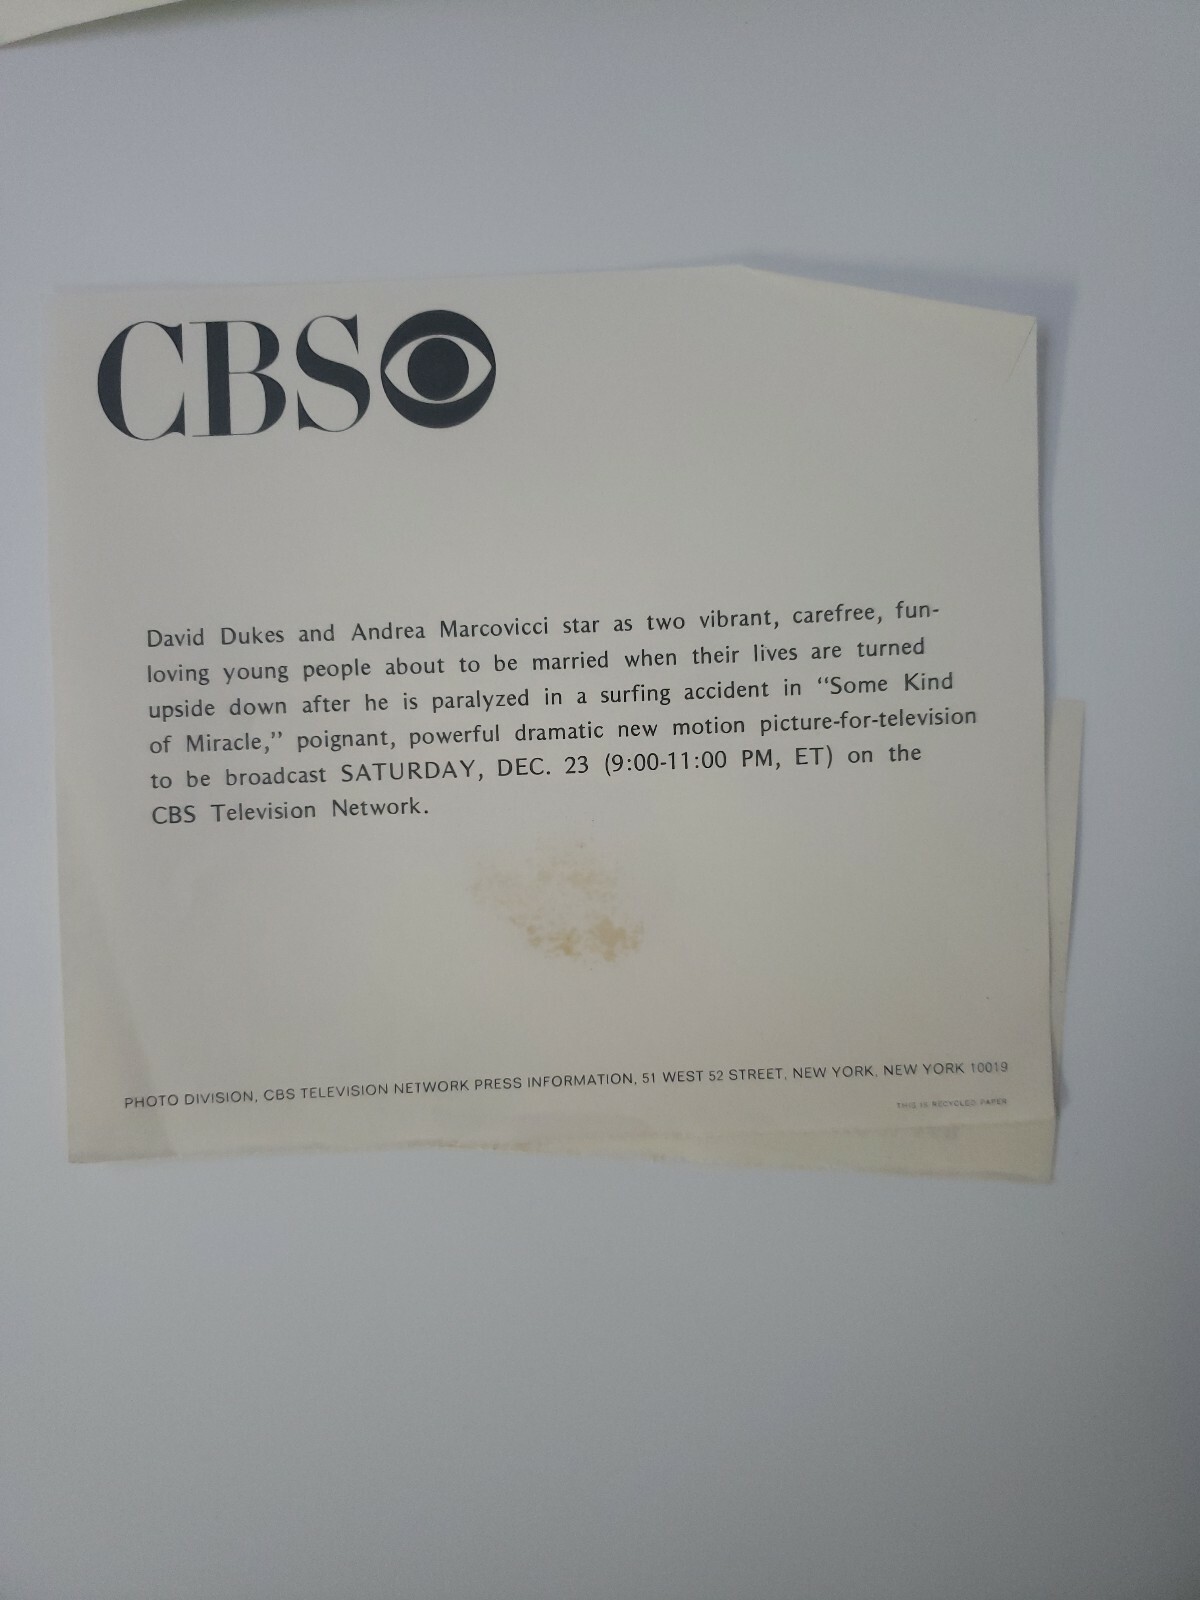 CBS
David Dukes and Andrea Marcovicci star as two vibrant, carefree, fun-
loving young people about to be married when their lives are turned
upside down after he is paralyzed in a surfing accident in “Some Kind
of Miracle,” poignant, powerful dramatic new motion picture-for-television
to be broadcast SATURDAY, DEC. 23 (9:00-11:00 PM, ET) on the
CBS Television Network.
PHOTO DIVISION, CBS TELEVISION NETWORK PRESS INFORMATION, 51 WEST 52 STREET, NEW YORK, NEW YORK 10019
THIS IS RECYCLED PAPER